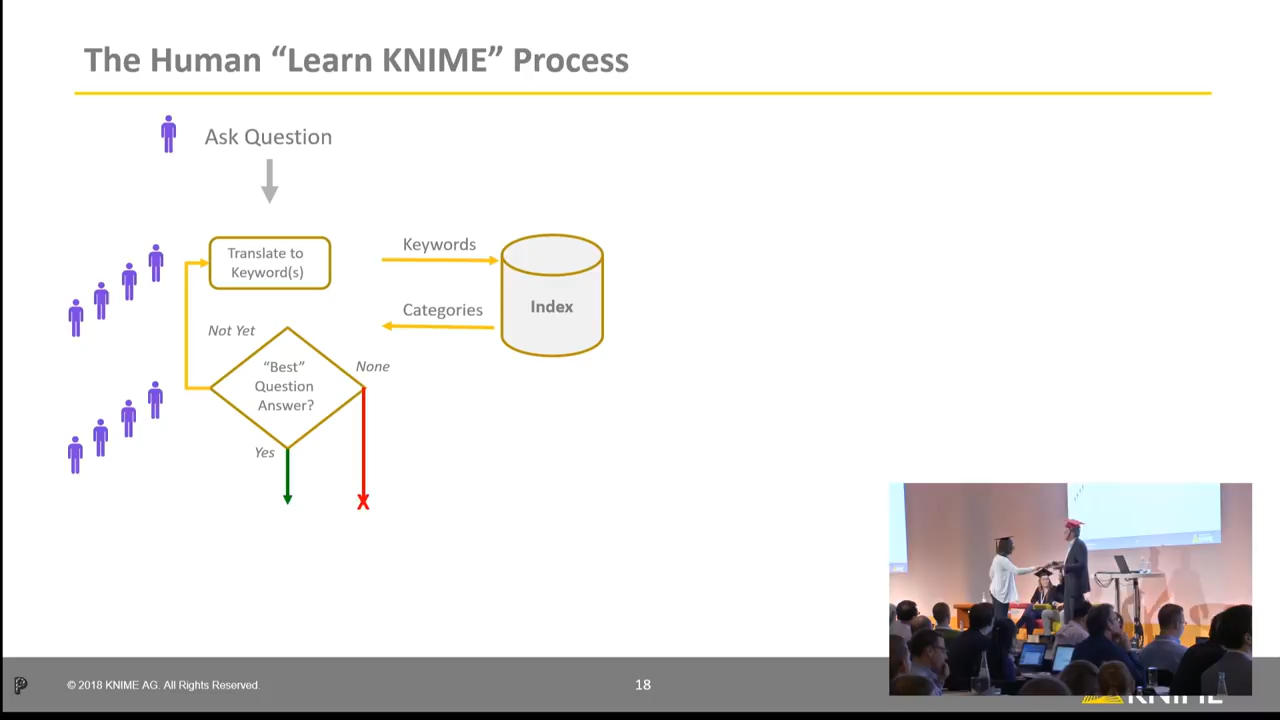 The Human “Learn KNIME” Process
Ask Question
Translate to
Keyword(s)
Keywords
Categories
Index
Not Yet
“Best”
Question
Answer?
None
Yes
X
© 2018 KNIME AG. All Rights Reserved.
18
KNIME